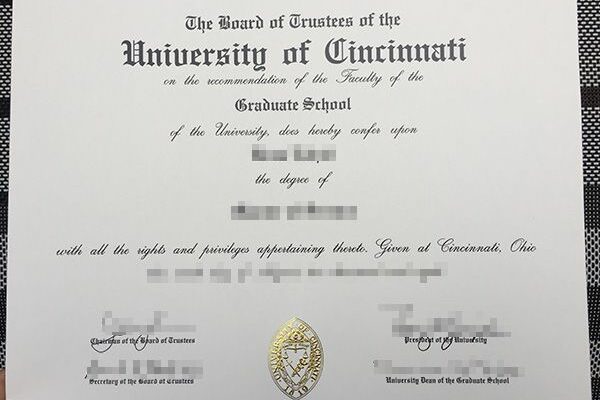 The Board of Trustees of the
University of Cincinnati
on the recommendation of the Faculty of the
Graduate School
of the University, does hereby confer upon
the degree of
with all the rights and privileges appertaining thereto. Given at Cincinnati, Ohio
Chairman of the Board of Trustees
President of the University
Secretary of the Board of Trustees
University Dean of the Graduate School
UNIVERSITY OF CINCINNATI